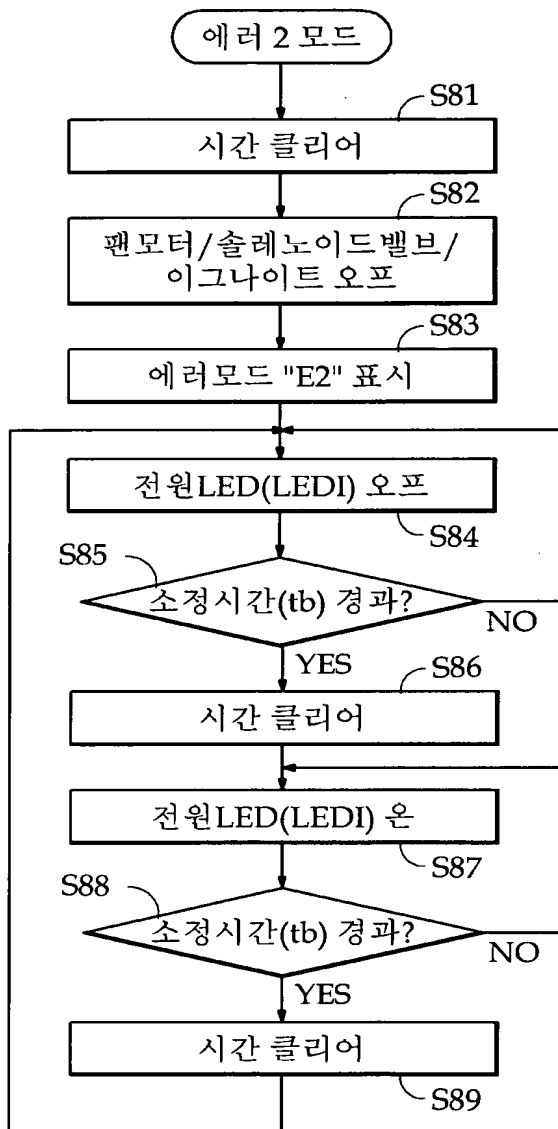 에러 2 모드
S81
시간 클리어
S82
팬모터/솔레노이드밸브/
이그나이트 오프
S83
에러모드 "E2" 표시
전원LED(LEDI) 오프
S84
S85
소정시간(tb) 경과?
NO
YES
S86
시간 클리어
전원LED(LEDI) 온
S87
S88
소정시간(tb) 경과?
NO
YES
시간 클리어
S89